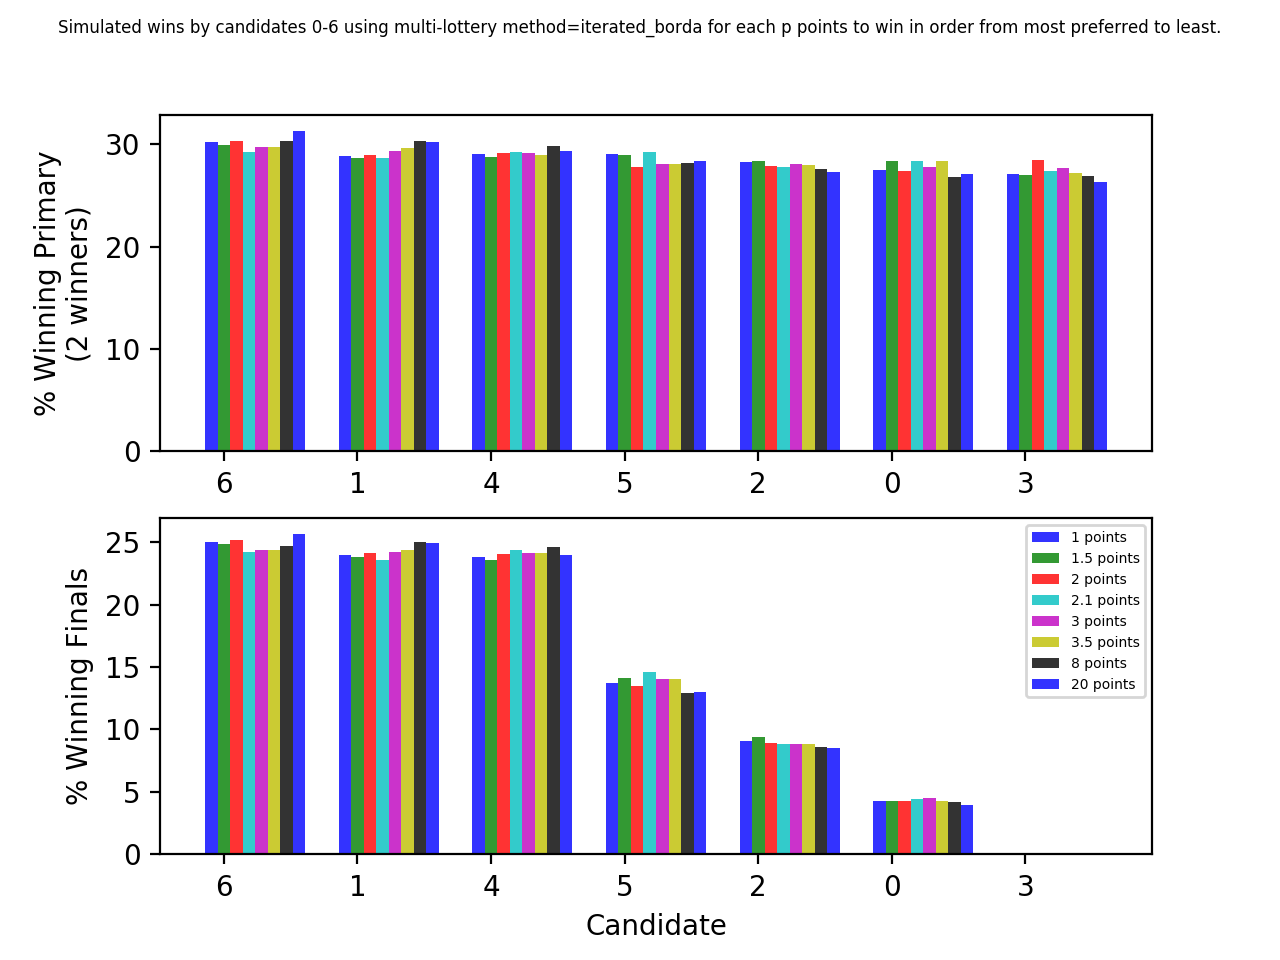 Simulated wins by candidates 0-6 using multi-lottery method=iterated_borda for each p points to win in order from most preferred to least.
% Winning Primary
(2 winners)
30
20
10
0
6 1 4 5 2 0 3
% Winning Finals
25
20
15
10
5
0
1 points
1.5 points
2 points
2.1 points
3 points
3.5 points
8 points
20 points
6 1 4 5 2 0 3
Candidate